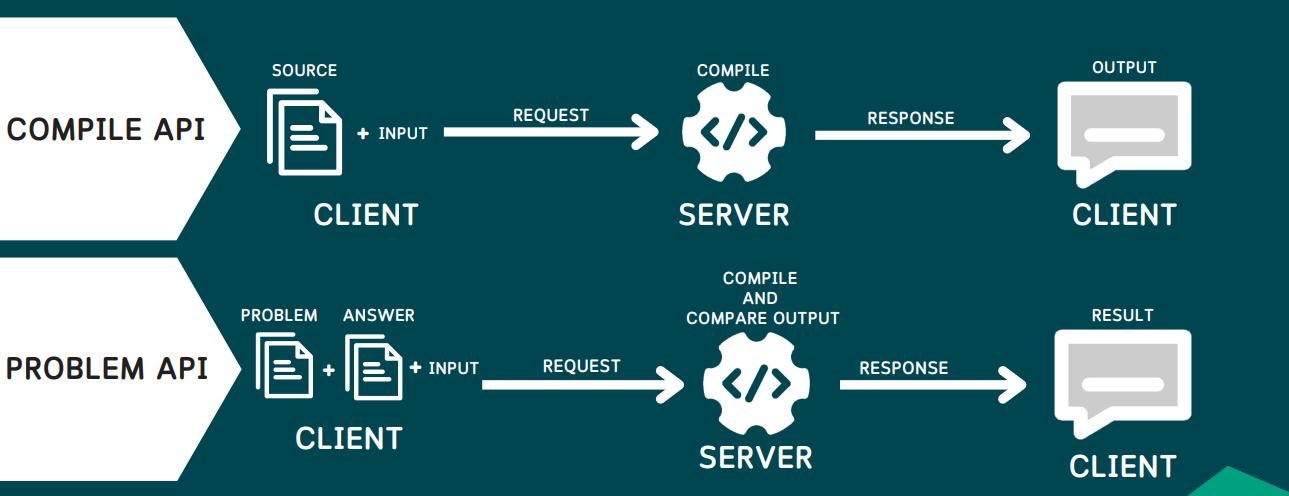 COMPILE API
SOURCE
+ INPUT
CLIENT
REQUEST
COMPILE
</>
SERVER
RESPONSE
OUTPUT
CLIENT
PROBLEM API
PROBLEM + ANSWER + INPUT
CLIENT
REQUEST
COMPILE
AND
COMPARE OUTPUT
</>
SERVER
RESPONSE
RESULT
CLIENT